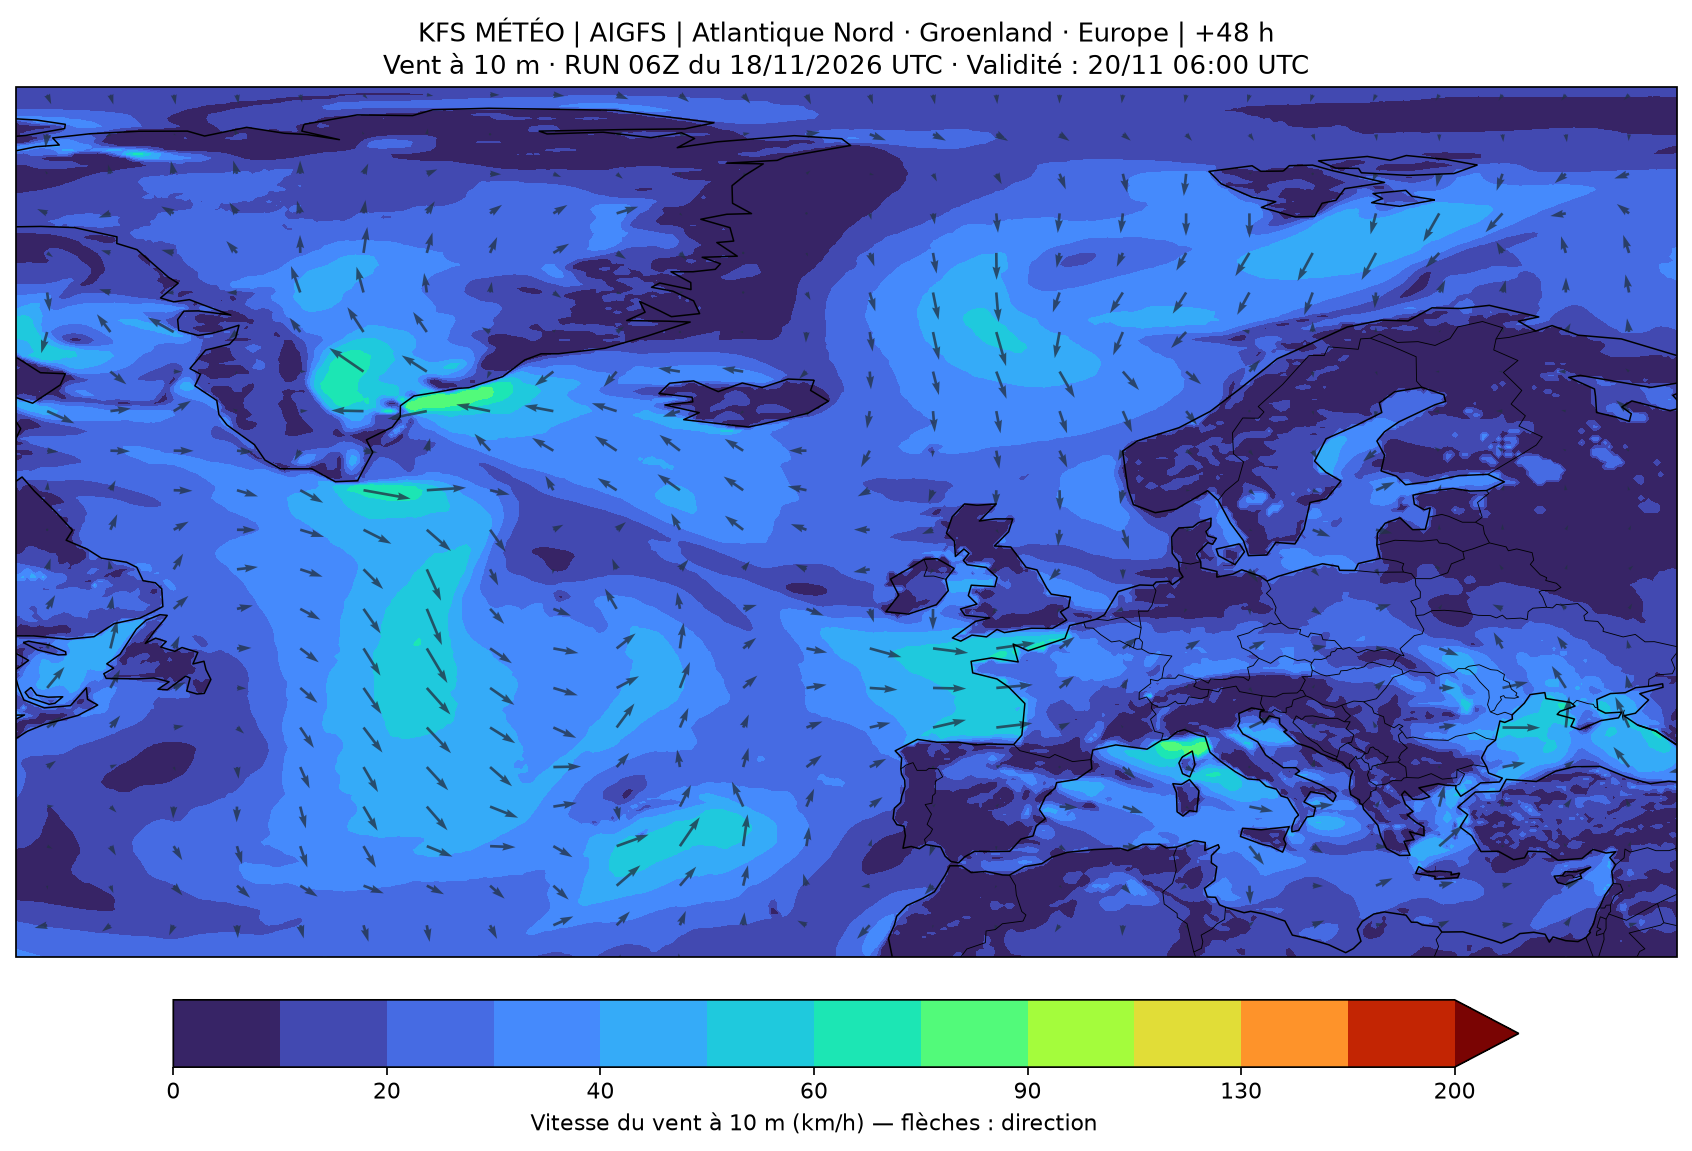 KFS MÉTÉO | AIGFS | Atlantique Nord · Groenland · Europe | +48 h
Vent à 10 m · RUN 06Z du 18/11/2026 UTC · Validité : 20/11 06:00 UTC
0 20 40 60 90 130 200
Vitesse du vent à 10 m (km/h) — flèches : direction